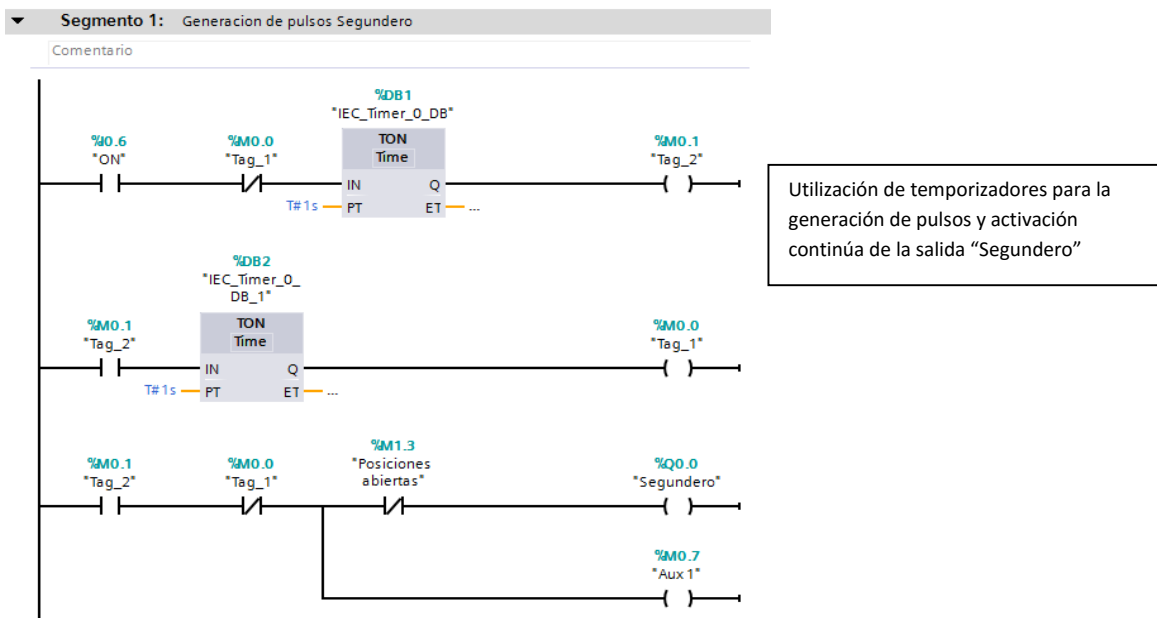 Segmento 1: Generacion de pulsos Segundero
Comentario
%DB1
"IEC_Timer_0_DB"
%I0.6
"ON"
%M0.0
"Tag_1"
TON
Time
%M0.1
"Tag_2"
IN Q
T#1s PT ET ...
Utilización de temporizadores para la
generación de pulsos y activación
continúa de la salida “Segundero”
%DB2
"IEC_Timer_0_
DB_1"
%M0.1
"Tag_2"
TON
Time
%M0.0
"Tag_1"
IN Q
T#1s PT ET ...
%M0.1
"Tag_2"
%M0.0
"Tag_1"
%M1.3
"Posiciones
abiertas"
%Q0.0
"Segundero"
%M0.7
"Aux 1"